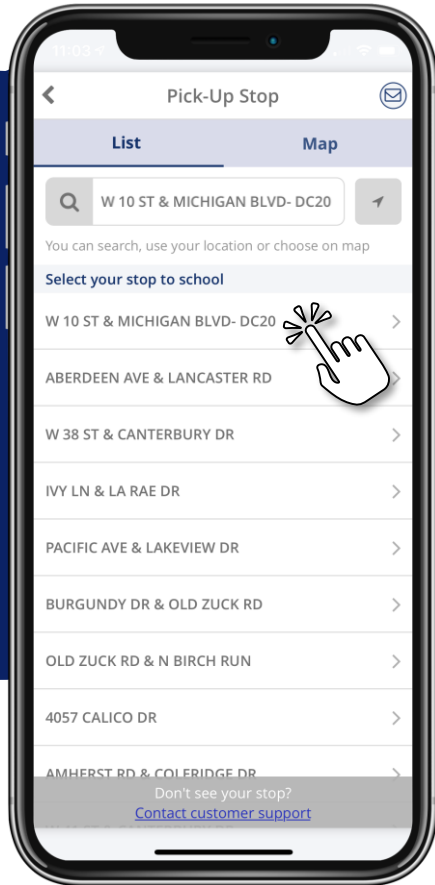 11:03
Pick-Up Stop
List Map
W 10 ST & MICHIGAN BLVD- DC20
You can search, use your location or choose on map
Select your stop to school
W 10 ST & MICHIGAN BLVD- DC20
ABERDEEN AVE & LANCASTER RD
W 38 ST & CANTERBURY DR
IVY LN & LA RAE DR
PACIFIC AVE & LAKEVIEW DR
BURGUNDY DR & OLD ZUCK RD
OLD ZUCK RD & N BIRCH RUN
4057 CALICO DR
AMHERST RD & COLERIDGE DR
Don't see your stop?
Contact customer support